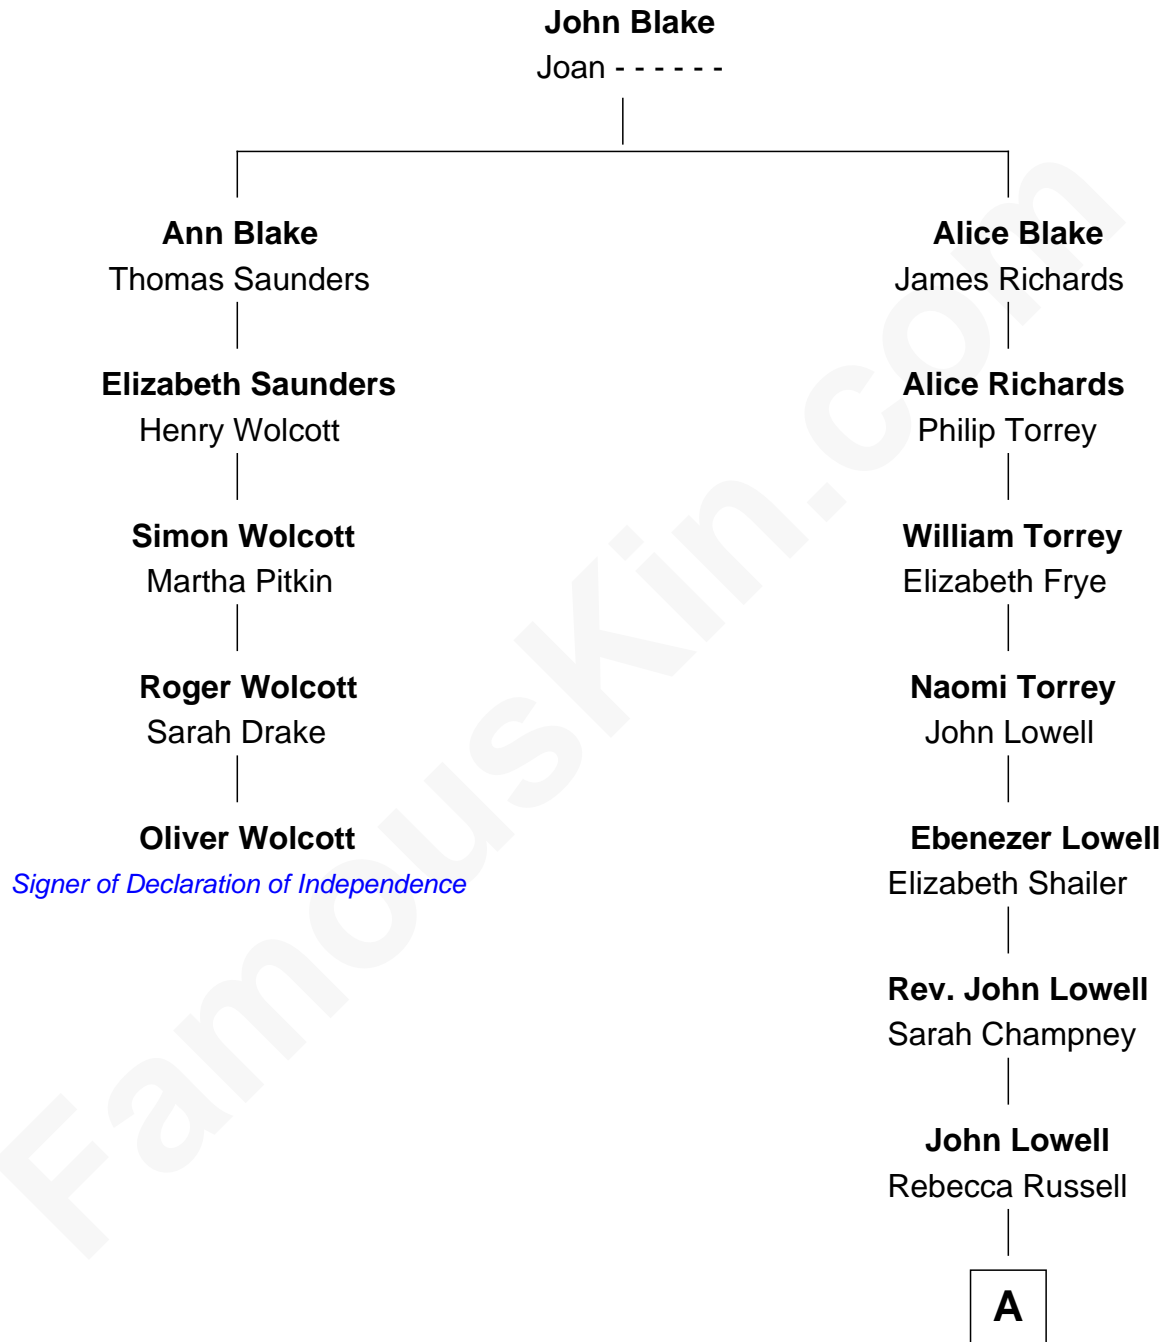 John Blake
Joan - - - - - -
Ann Blake
Thomas Saunders
Elizabeth Saunders
Henry Wolcott
Simon Wolcott
Martha Pitkin
Roger Wolcott
Sarah Drake
Oliver Wolcott
Signer of Declaration of Independence
Alice Blake
James Richards
Alice Richards
Philip Torrey
William Torrey
Elizabeth Frye
Naomi Torrey
John Lowell
Ebenezer Lowell
Elizabeth Shailer
Rev. John Lowell
Sarah Champney
John Lowell
Rebecca Russell
A
FamousKin.com